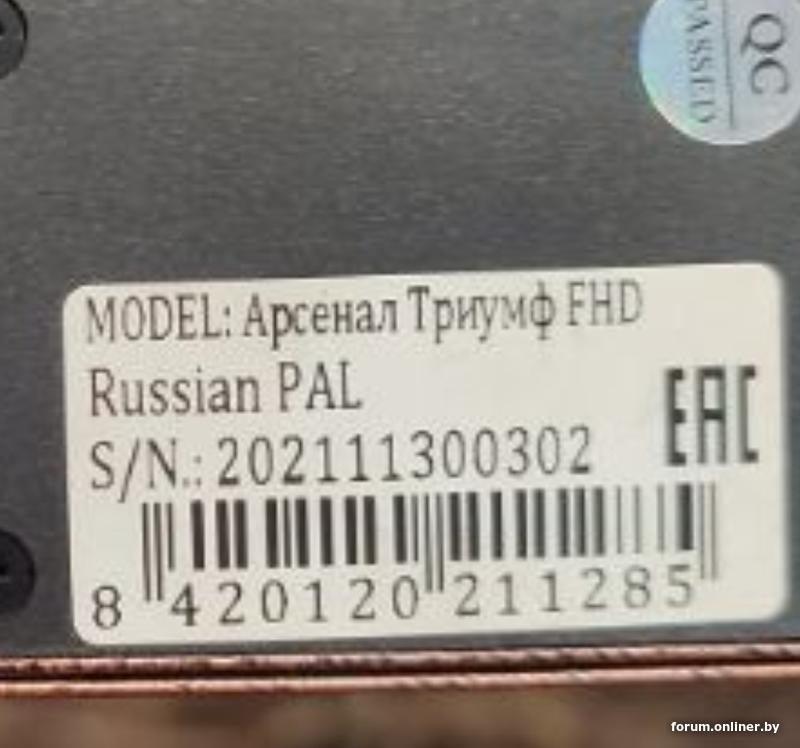 QC
PASSED
MODEL: Арсенал Триумф FHD
Russian PAL
EAC
S/N.: 202111300302
8 420120 211285
forum.onliner.by